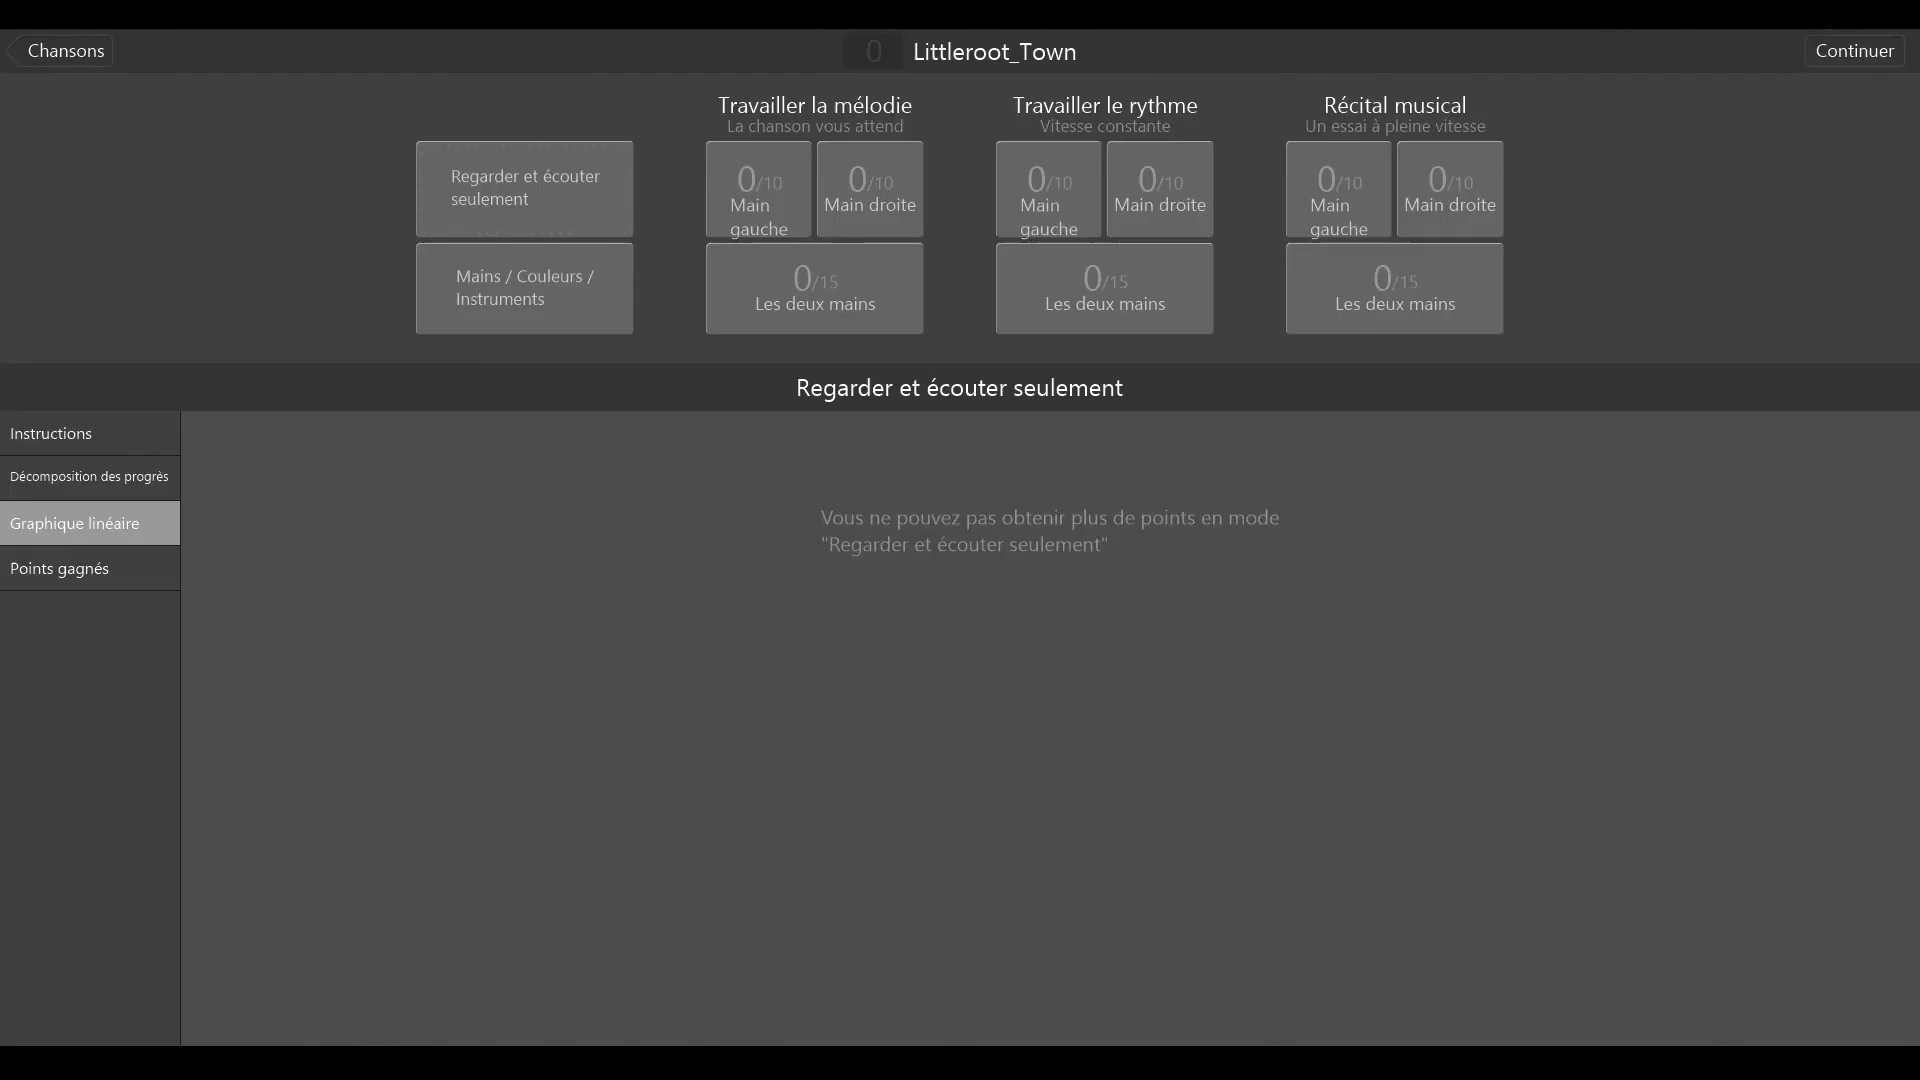 Chansons
0 Littleroot_Town
Continuer
Travailler la mélodie
La chanson vous attend
Travailler le rythme
Vitesse constante
Récital musical
Un essai à pleine vitesse
Regarder et écouter
seulement
0/10
Main
gauche
0/10
Main droite
0/10
Main
gauche
0/10
Main droite
0/10
Main
gauche
0/10
Main droite
Mains / Couleurs /
Instruments
0/15
Les deux mains
0/15
Les deux mains
0/15
Les deux mains
Regarder et écouter seulement
Instructions
Décomposition des progrès
Graphique linéaire
Points gagnés
Vous ne pouvez pas obtenir plus de points en mode
"Regarder et écouter seulement"